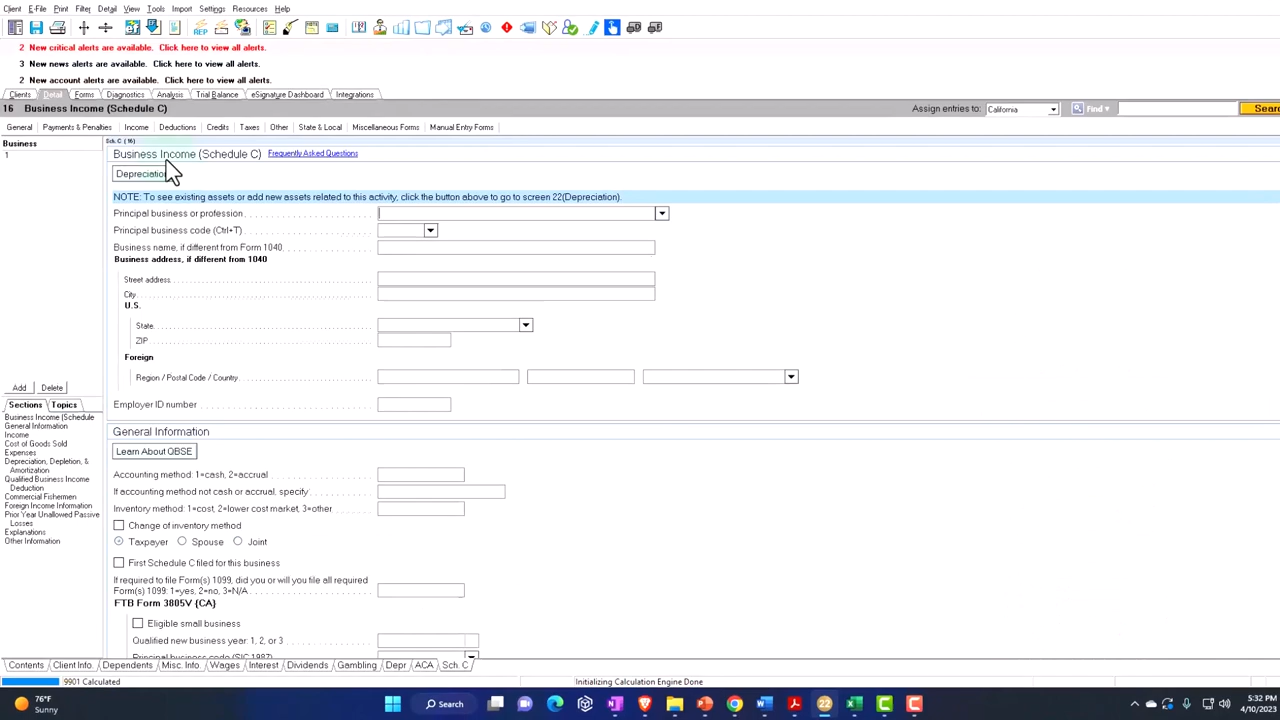 Client E-File Print Filter Detail View Tools Import Settings Resources Help
AEP
2 New critical alerts are available. Click here to view all alerts.
3 New news alerts are available. Click here to view all alerts.
2 New account alerts are available. Click here to view all alerts.
Clients Detail Forms Diagnostics Analysis Trial Balance eSignature Dashboard Integrations
16 Business Income (Schedule C) Assign entries to: California Find Searc
General Payments & Penalties Income Deductions Credits Taxes Other State & Local Miscellaneous Forms Manual Entry Forms
Business
1
Add Delete
Sections Topics
Business Income (Schedule
General Information
Income
Cost of Goods Sold
Expenses
Depreciation, Depletion, &
Amortization
Qualified Business Income
Deduction
Commercial Fishermen
Foreign Income Information
Prior Year Unallowed Passive
Losses
Explanations
Other Information
Sch. C (16)
Business Income (Schedule C) Frequently Asked Questions
Depreciation
NOTE: To see existing assets or add new assets related to this activity, click the button above to go to screen 22(Depreciation).
Principal business or profession
Principal business code (Ctrl+T)
Business name, if different from Form 1040
Business address, if different from 1040
Street address
City
U.S.
State
ZIP
Foreign
Region / Postal Code / Country
Employer ID number
General Information
Learn About QBSE
Accounting method: 1=cash, 2=accrual
If accounting method not cash or accrual, specify
Inventory method: 1=cost, 2=lower cost market, 3=other
Change of inventory method
Taxpayer Spouse Joint
First Schedule C filed for this business
If required to file Form(s) 1099, did you or will you file all required
Form(s) 1099: 1=yes, 2=no, 3=N/A
FTB Form 3805V {CA}
Eligible small business
Qualified new business year: 1, 2, or 3
Principal business code (SIC 1987)
Contents Client Info. Dependents Misc. Info. Wages Interest Dividends Gambling Depr ACA Sch. C
9901 Calculated Initializing Calculation Engine Done
76°F
Sunny
Search
22
5:32 PM
4/10/2023